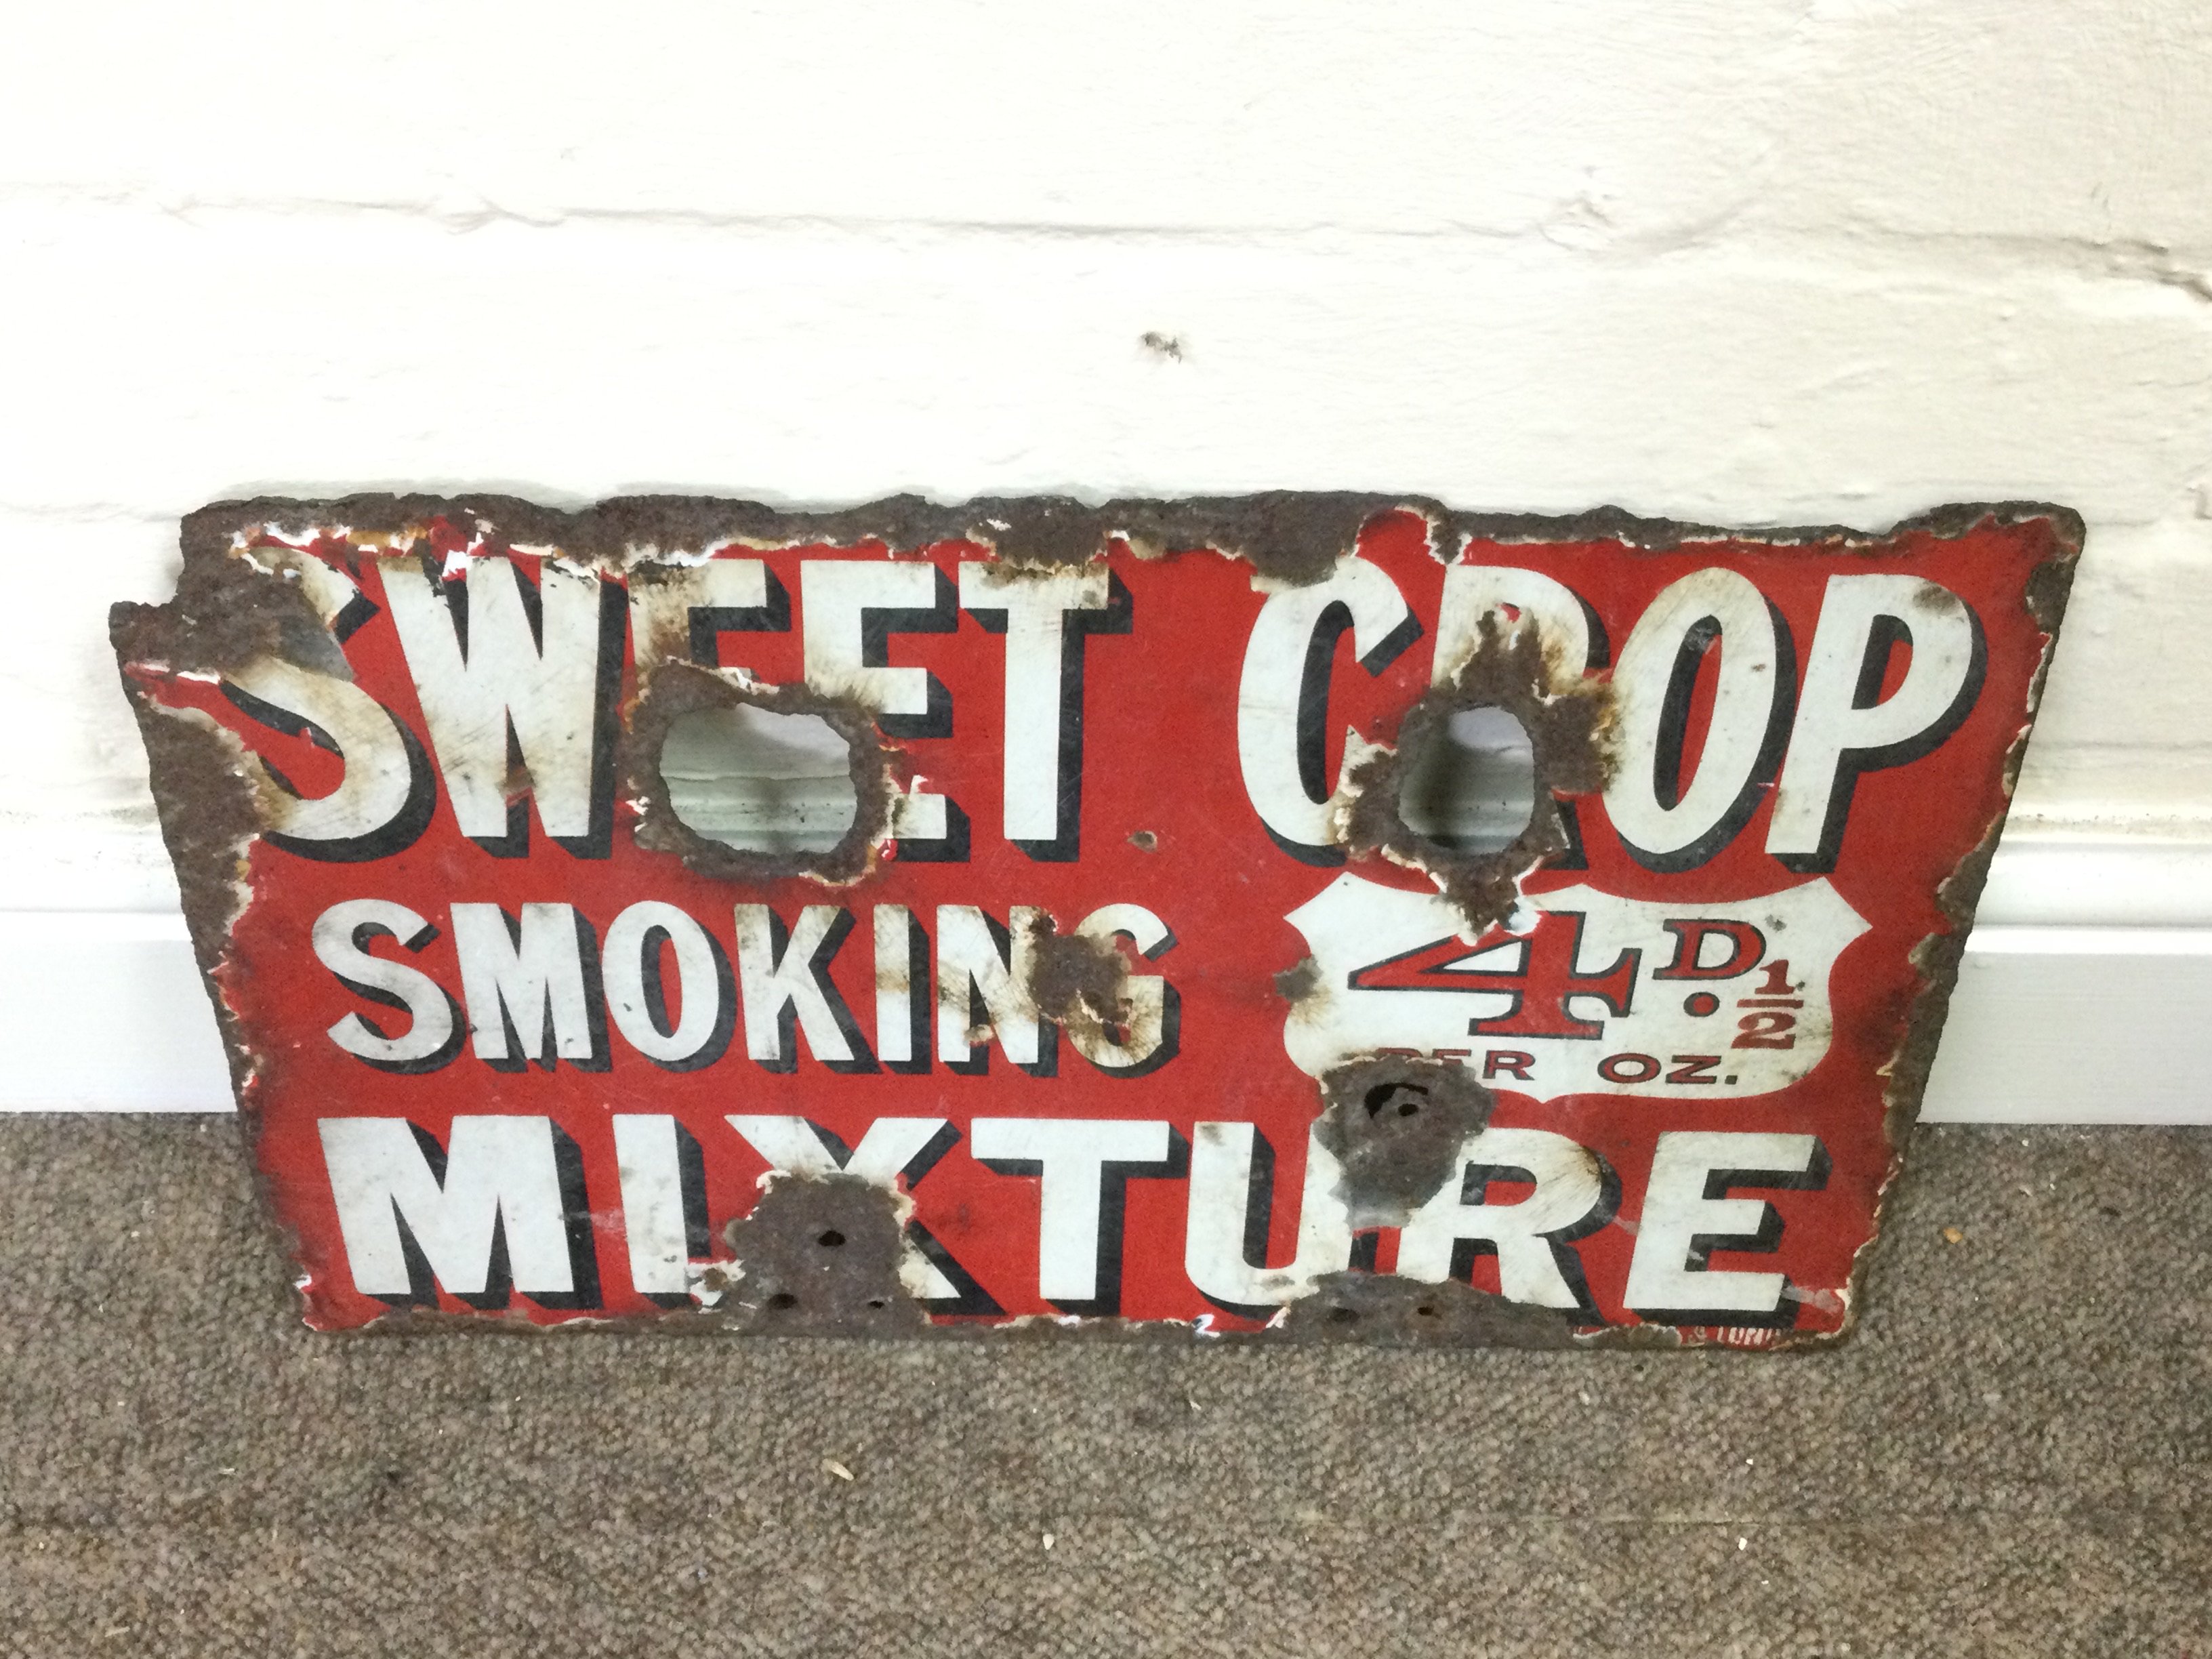 SWEET CROP
SMOKING
4D.½
PER OZ.
MIXTURE